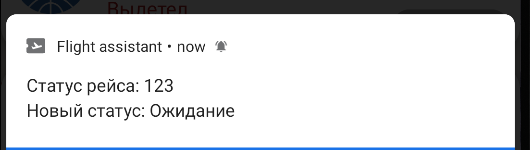 Вылетел
Flight assistant • now
Статус рейса: 123
Новый статус: Ожидание